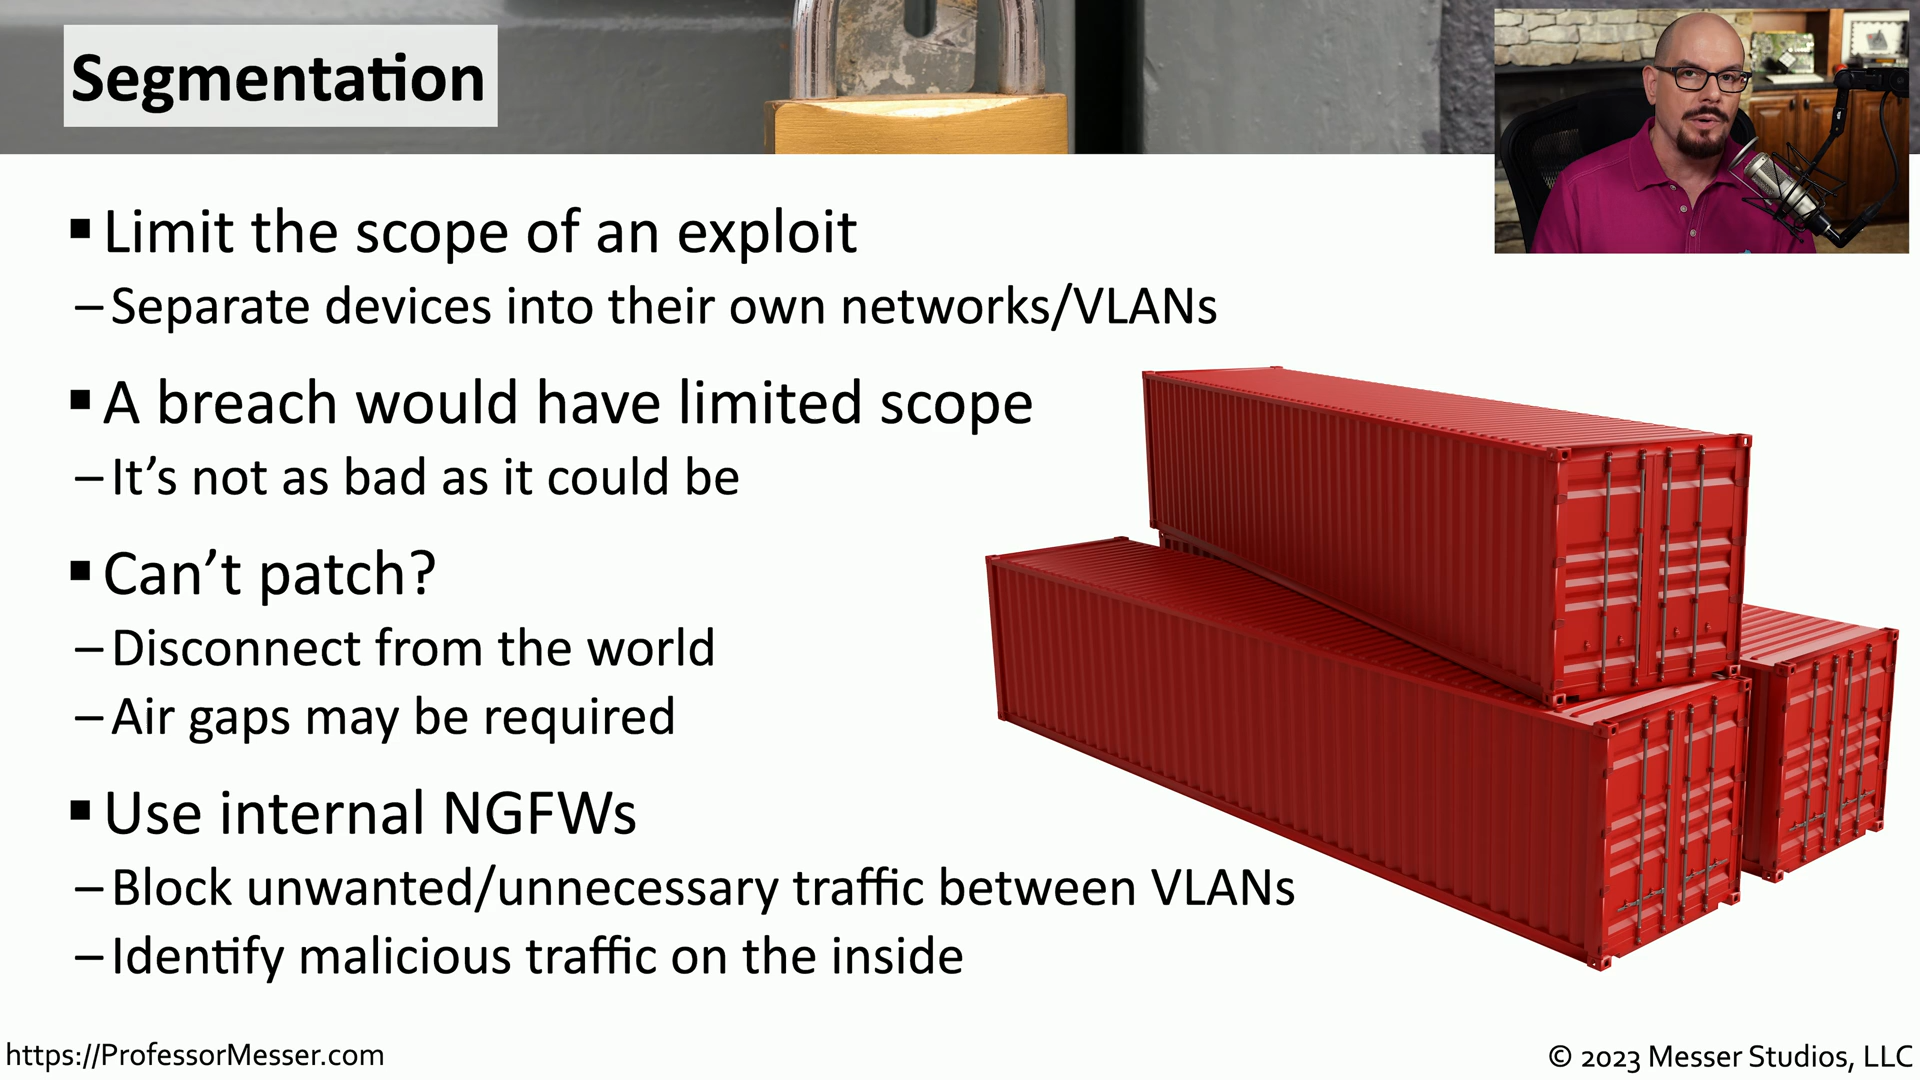 Segmentation
▪ Limit the scope of an exploit
– Separate devices into their own networks/VLANs
▪ A breach would have limited scope
– It’s not as bad as it could be
▪ Can’t patch?
– Disconnect from the world
– Air gaps may be required
▪ Use internal NGFWs
– Block unwanted/unnecessary traffic between VLANs
– Identify malicious traffic on the inside
https://ProfessorMesser.com
© 2023 Messer Studios, LLC